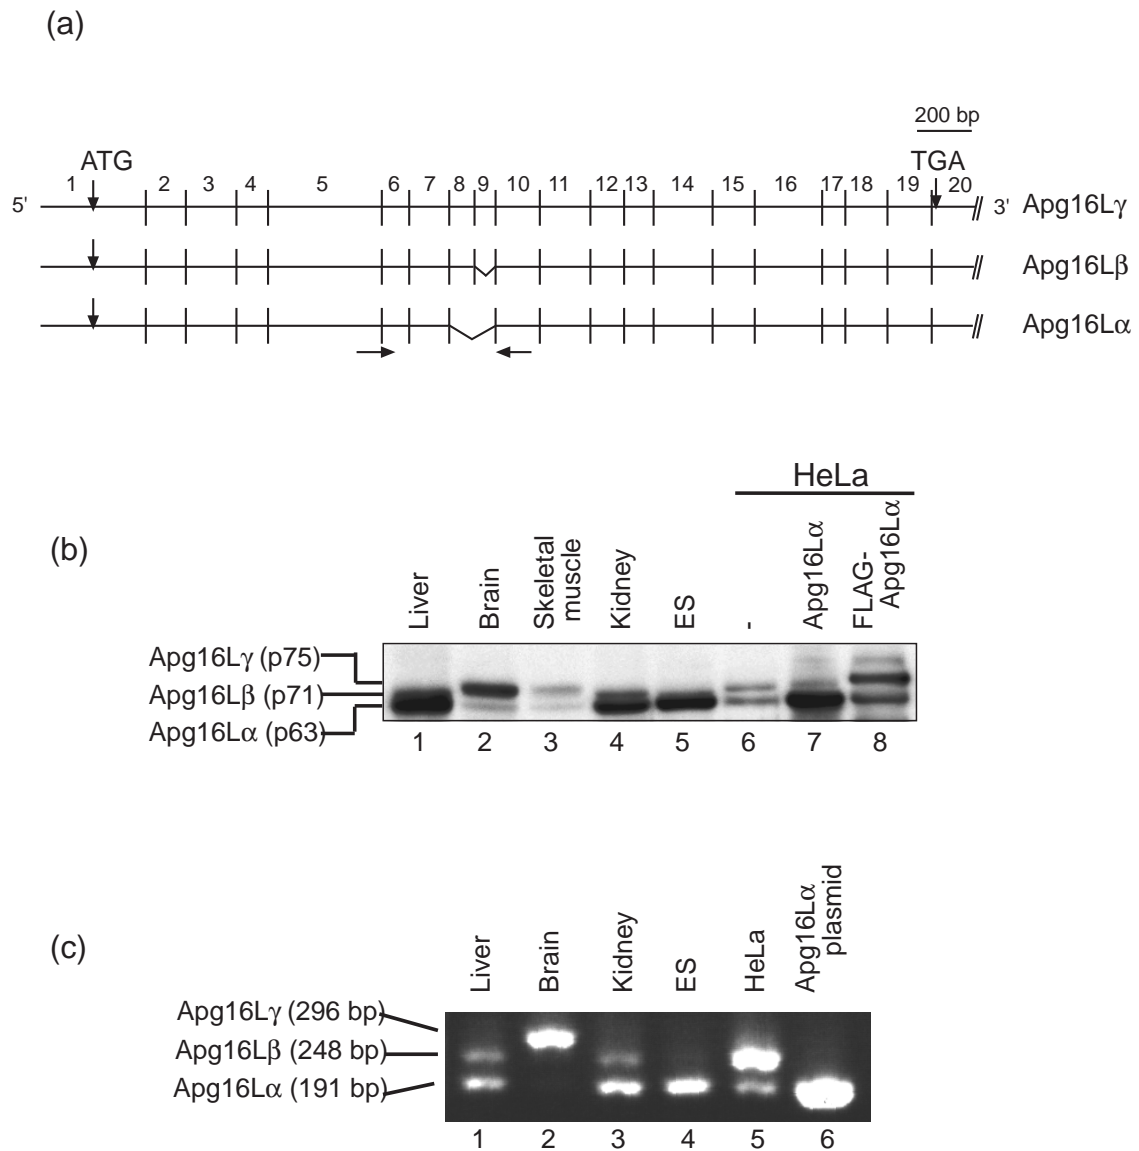 (a)
200 bp
ATG
TGA
1 2 3 4 5 6 7 8 9 10 11 12 13 14 15 16 17 18 19 20
5' 3' Apg16Lγ
Apg16Lβ
Apg16Lα
HeLa
(b)
Liver
Brain
Skeletal
muscle
Kidney
ES
-
Apg16Lα
FLAG-
Apg16Lα
Apg16Lγ (p75)
Apg16Lβ (p71)
Apg16Lα (p63)
1 2 3 4 5 6 7 8
(c)
Liver
Brain
Kidney
ES
HeLa
Apg16Lα
plasmid
Apg16Lγ (296 bp)
Apg16Lβ (248 bp)
Apg16Lα (191 bp)
1 2 3 4 5 6